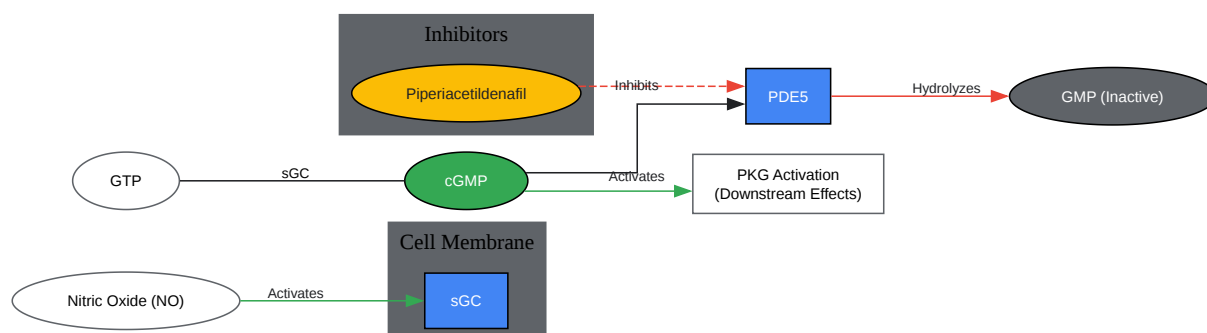 Inhibitors
Piperiacetildenafil
Inhibits
PDE5
Hydrolyzes
GMP (Inactive)
GTP
sGC
cGMP
Activates
PKG Activation
(Downstream Effects)
Cell Membrane
Nitric Oxide (NO)
Activates
sGC